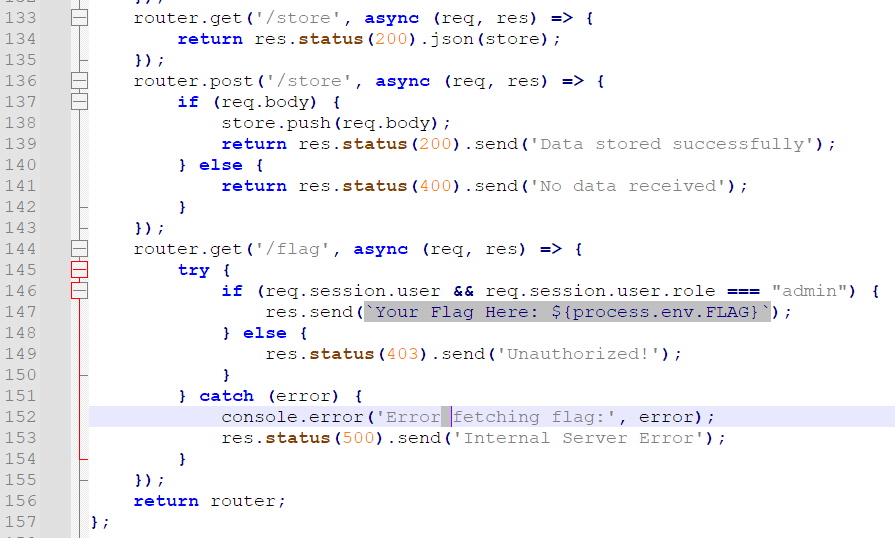 133 router.get('/store', async (req, res) => {
134 return res.status(200).json(store);
135 });
136 router.post('/store', async (req, res) => {
137 if (req.body) {
138 store.push(req.body);
139 return res.status(200).send('Data stored successfully');
140 } else {
141 return res.status(400).send('No data received');
142 }
143 });
144 router.get('/flag', async (req, res) => {
145 try {
146 if (req.session.user && req.session.user.role === "admin") {
147 res.send(`Your Flag Here: ${process.env.FLAG}`);
148 } else {
149 res.status(403).send('Unauthorized!');
150 }
151 } catch (error) {
152 console.error('Error fetching flag:', error);
153 res.status(500).send('Internal Server Error');
154 }
155 });
156 return router;
157 };